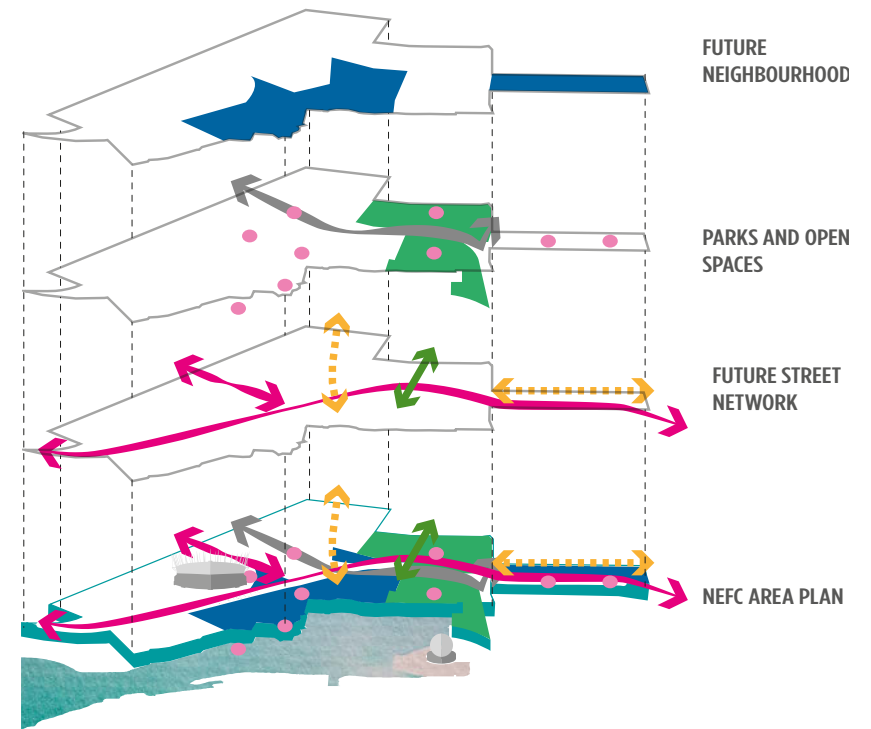 FUTURE
NEIGHBOURHOOD
PARKS AND OPEN
SPACES
FUTURE STREET
NETWORK
NEFC AREA PLAN